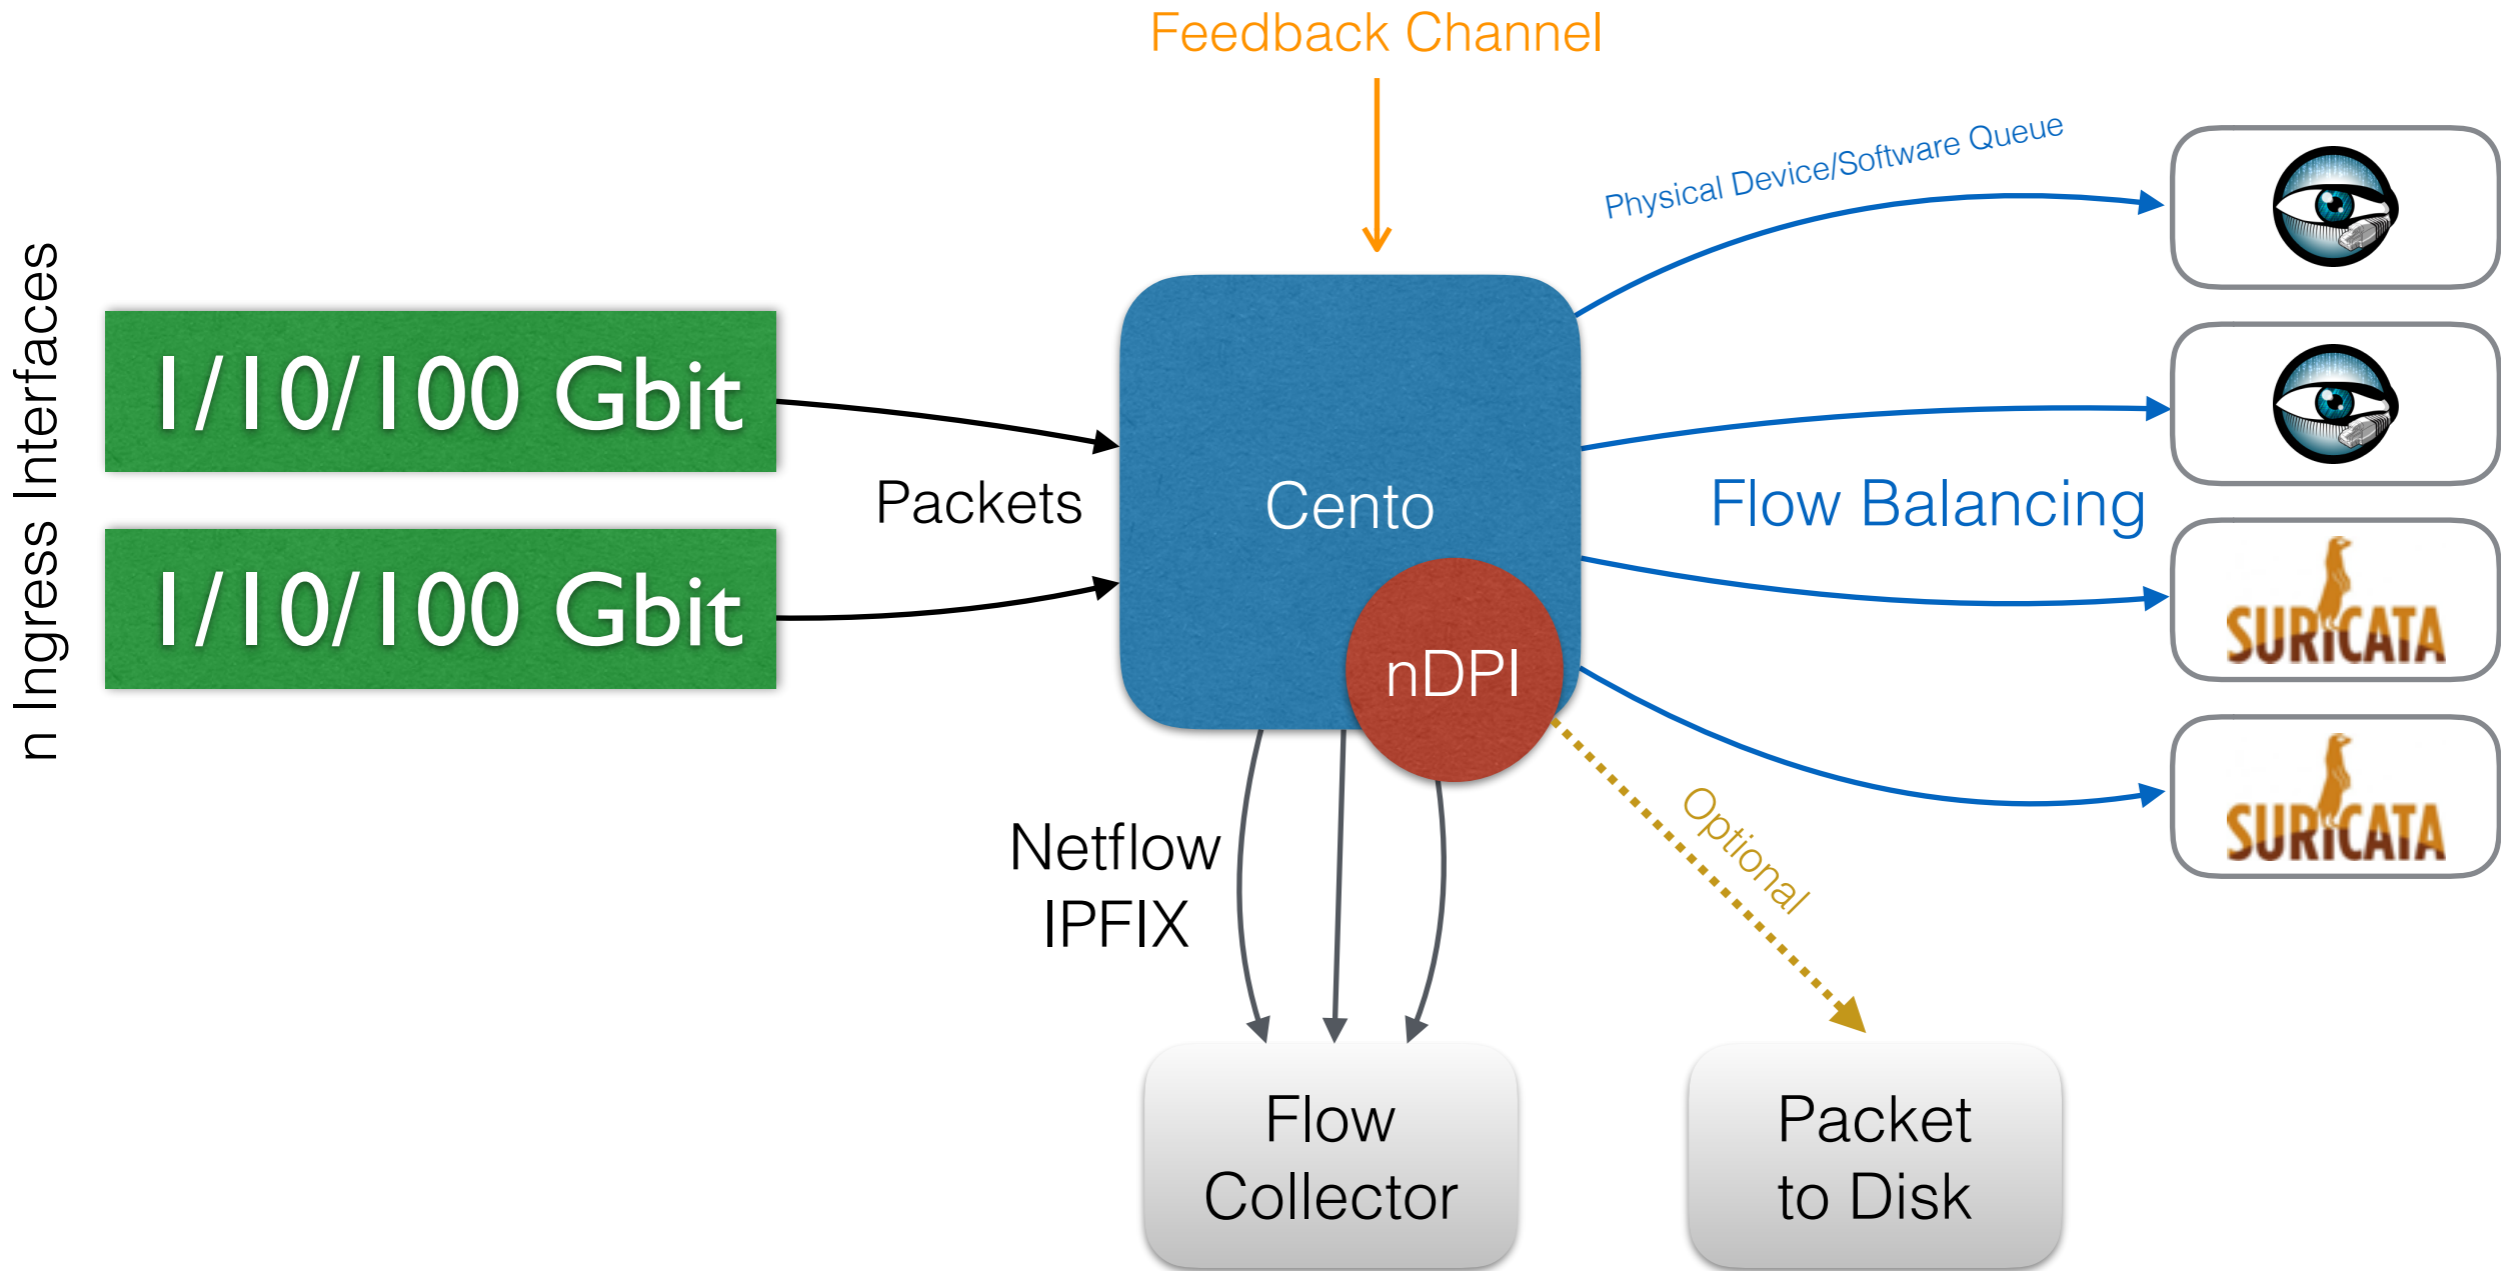 Feedback Channel
Physical Device/Software Queue
n Ingress Interfaces
1/10/100 Gbit
1/10/100 Gbit
Packets
Cento
nDPI
Flow Balancing
SURICATA
SURICATA
Netflow
IPFIX
Optional
Flow
Collector
Packet
to Disk